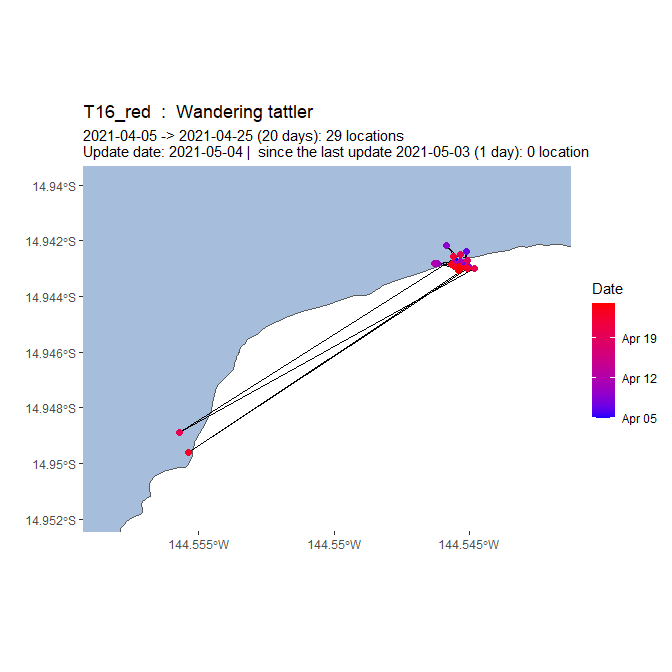 T16_red  :  Wandering tattler
2021-04-05 -> 2021-04-25 (20 days): 29 locations
Update date: 2021-05-04 |  since the last update 2021-05-03 (1 day): 0 location
14.94°S
14.942°S
14.944°S
14.946°S
14.948°S
14.95°S
14.952°S
144.555°W
144.55°W
144.545°W
Date
Apr 19
Apr 12
Apr 05